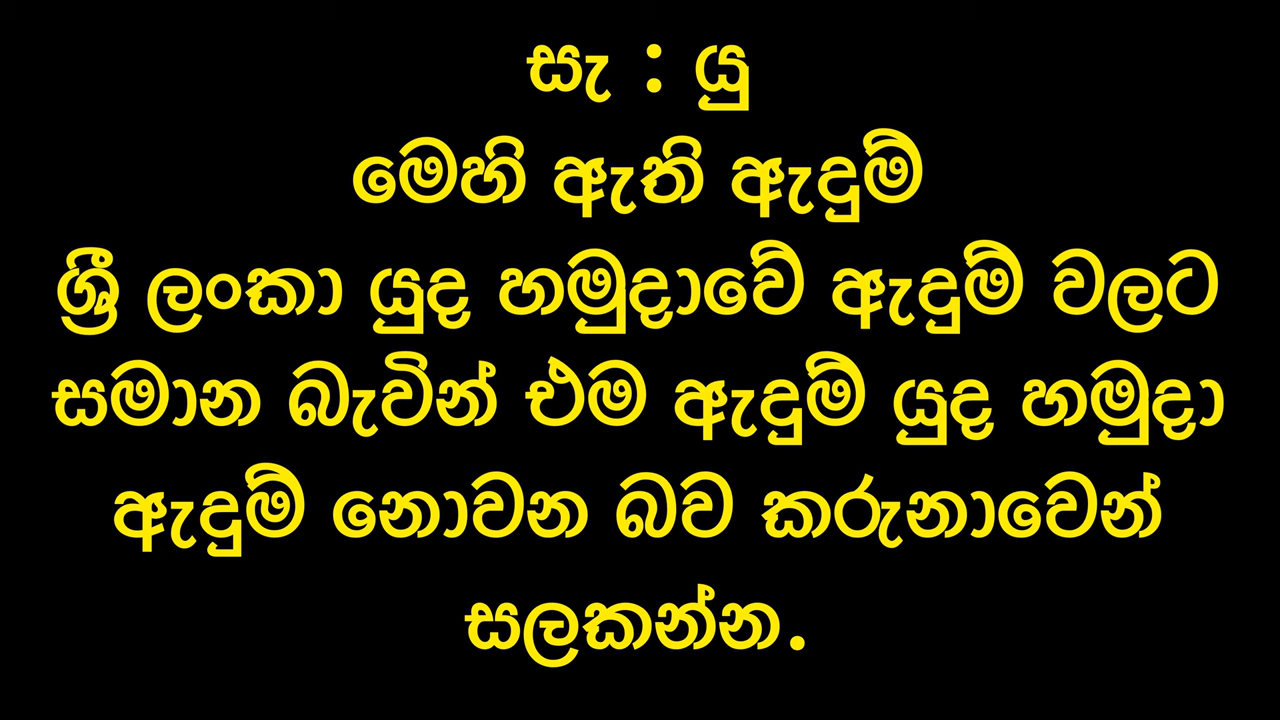 සැ : යු
මෙහි ඇති ඇඳුම්
ශ්‍රී ලංකා යුද හමුදාවේ ඇඳුම් වලට
සමාන බැවින් එම ඇඳුම් යුද හමුදා
ඇඳුම් නොවන බව කරුනාවෙන්
සලකන්න.